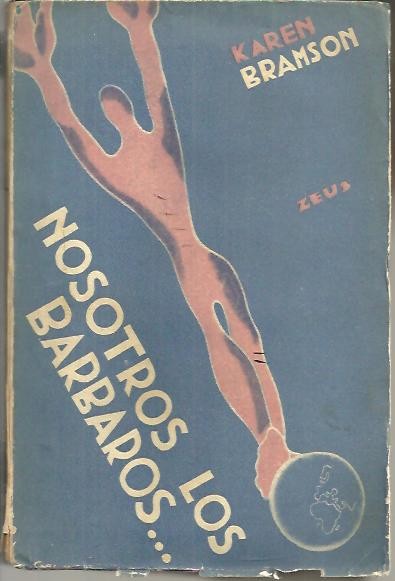 KAREN
BRAMSON
ZEUS
NOSOTROS LOS
BARBAROS...